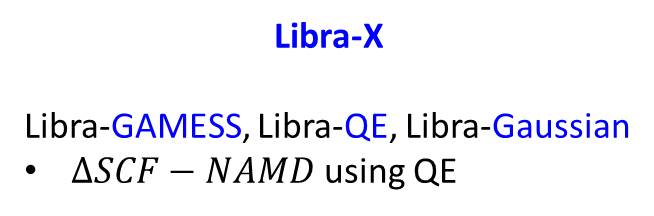 Libra-X
Libra-GAMESS, Libra-QE, Libra-Gaussian
• ΔSCF − NAMD using QE